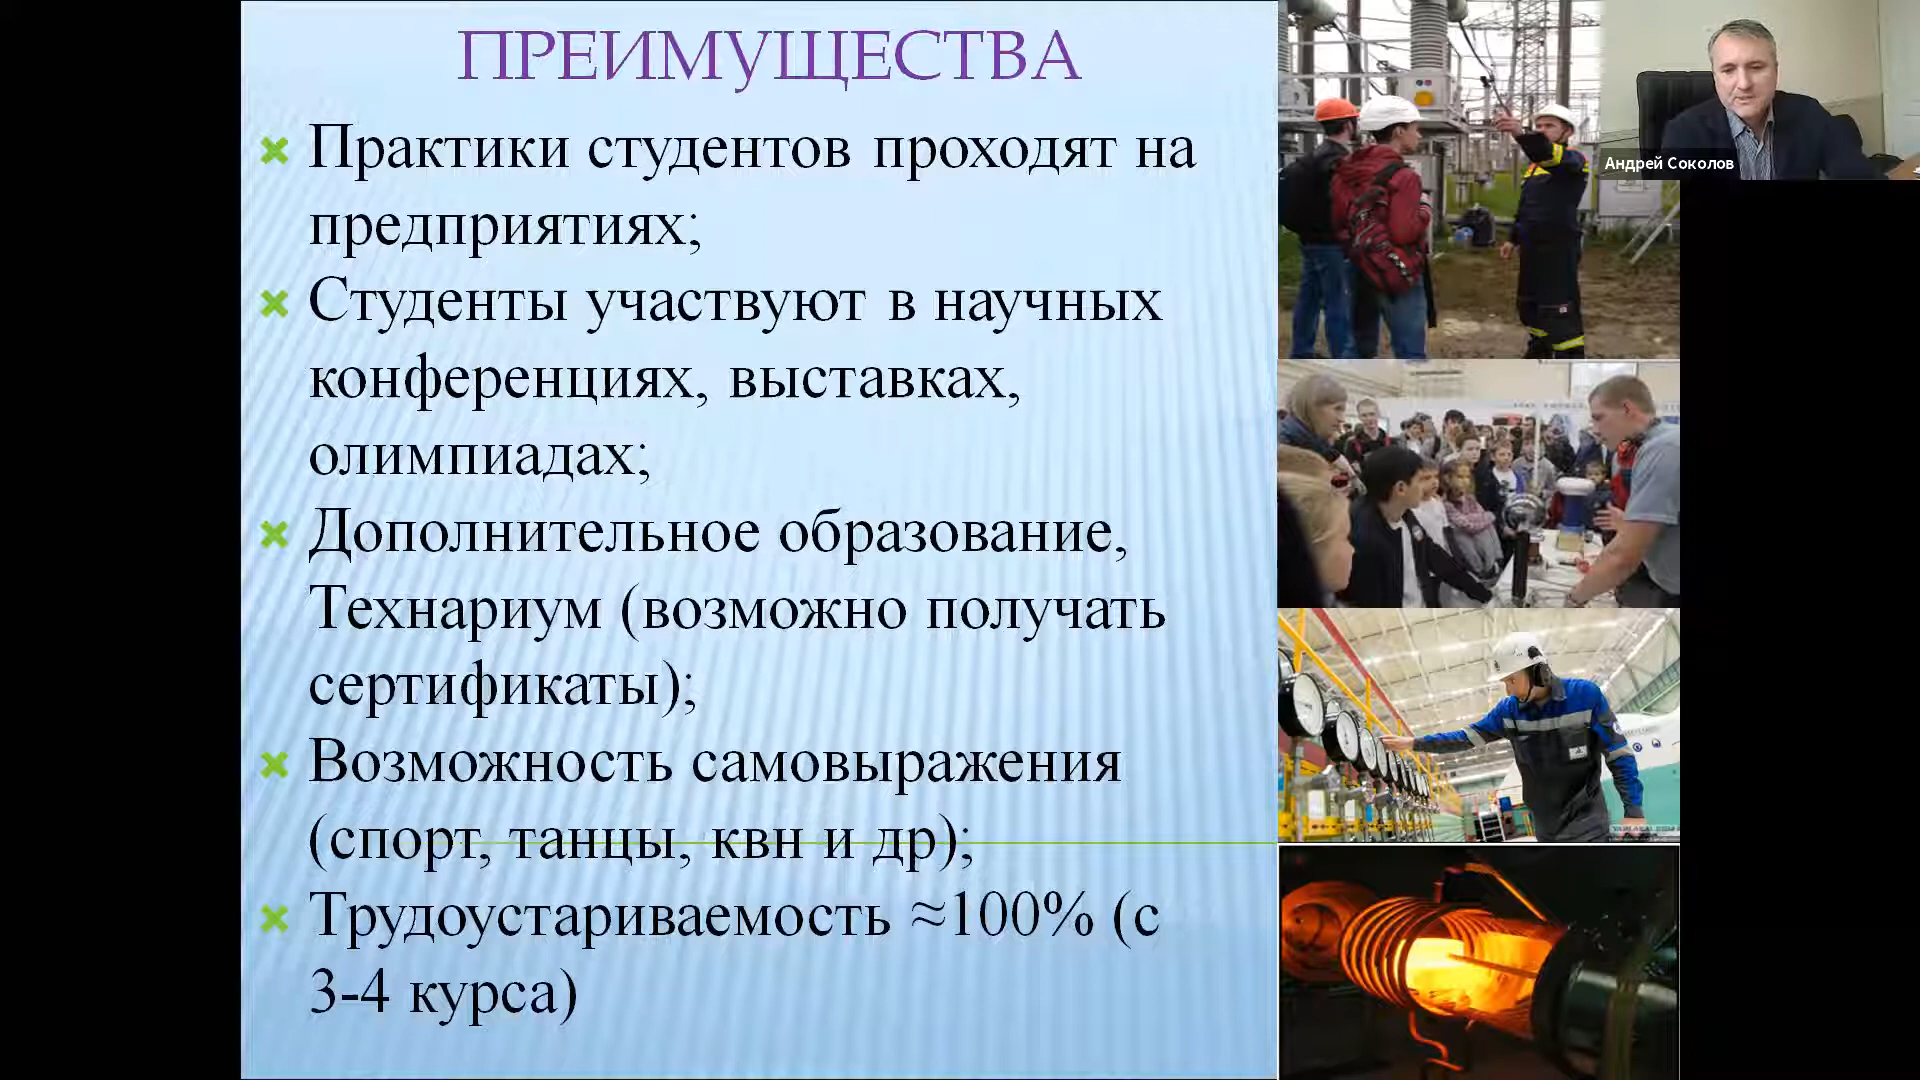 ПРЕИМУЩЕСТВА
Практики студентов проходят на
предприятиях;
Студенты участвуют в научных
конференциях, выставках,
олимпиадах;
Дополнительное образование,
Технариум (возможно получать
сертификаты);
Возможность самовыражения
(спорт, танцы, квн и др);
Трудоустариваемость ≈100% (с
3-4 курса)
Андрей Соколов